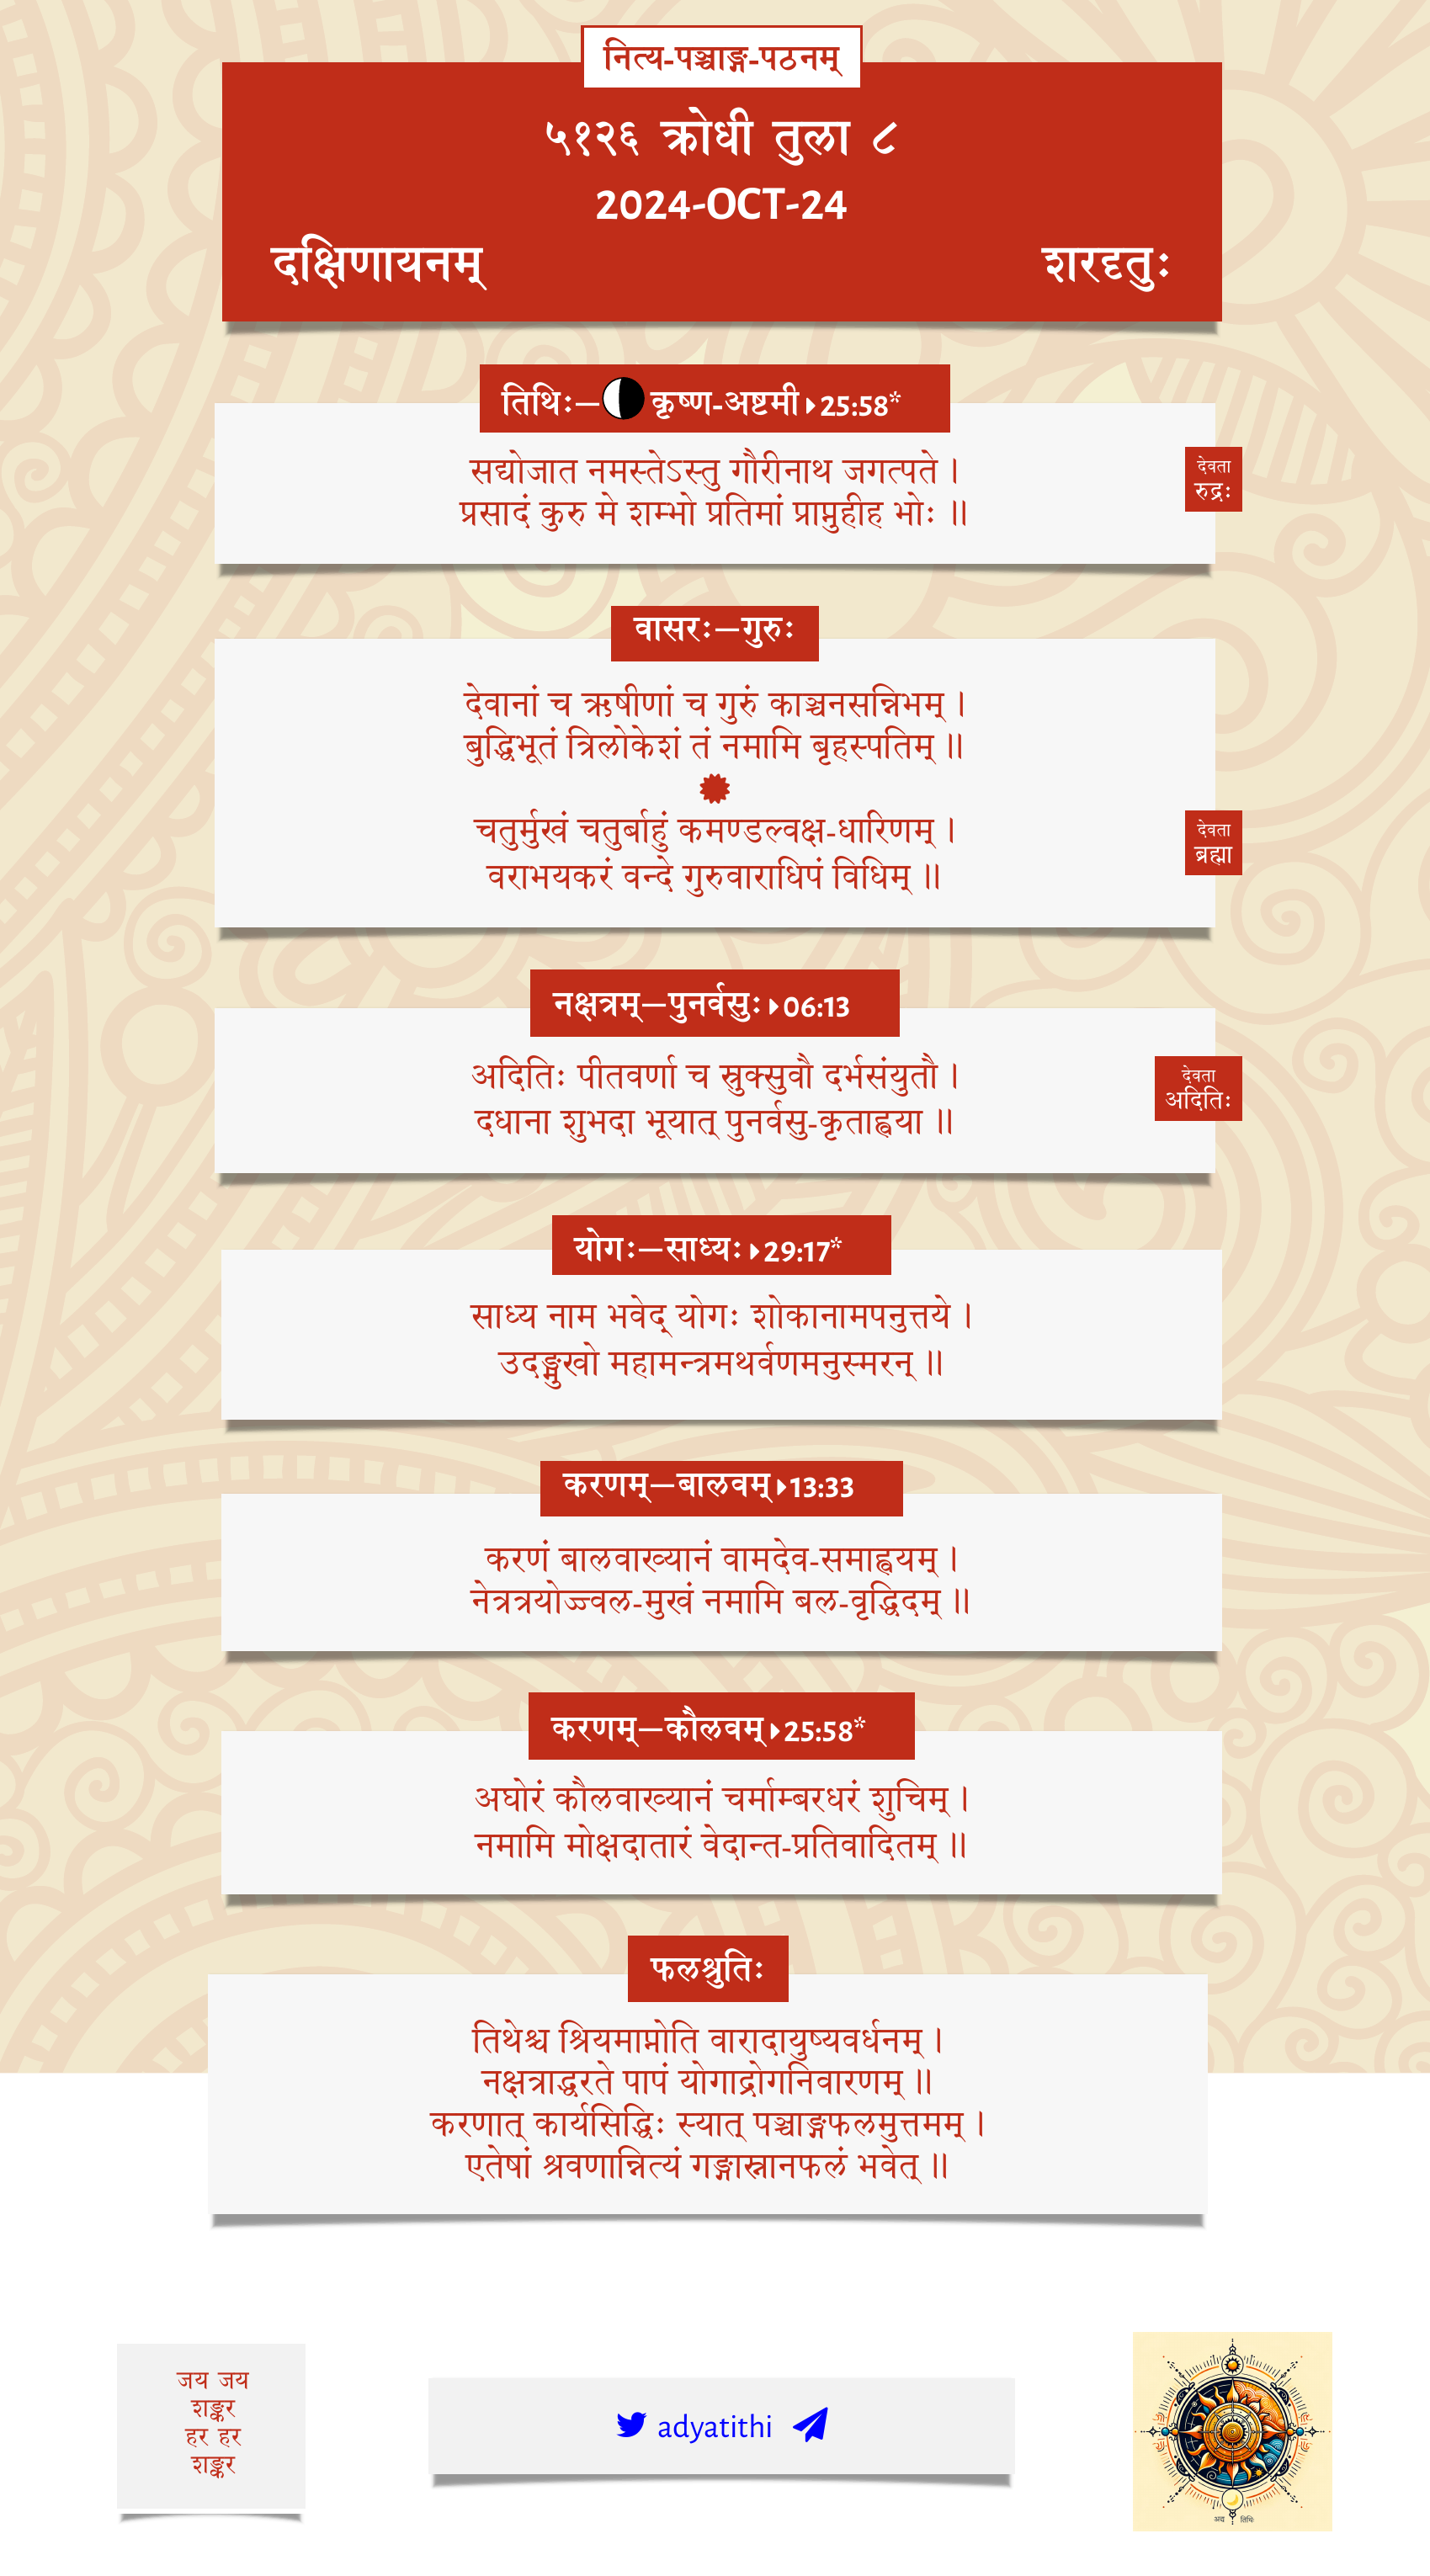 नित्य-पञ्चाङ्ग-पठनम्
५१२६ क्रोधी तुला ८
2024-OCT-24
दक्षिणायनम्
शरदृतुः
तिथिः—कृष्ण-अष्टमी▸25:58*
सद्योजात नमस्तेऽस्तु गौरीनाथ जगत्पते ।
प्रसादं कुरु मे शम्भो प्रतिमां प्राप्नुहीह भोः ॥
देवता
रुद्रः
वासरः—गुरुः
देवानां च ऋषीणां च गुरुं काञ्चनसन्निभम् ।
बुद्धिभूतं त्रिलोकेशं तं नमामि बृहस्पतिम् ॥
चतुर्मुखं चतुर्बाहुं कमण्डल्वक्ष-धारिणम् ।
वराभयकरं वन्दे गुरुवाराधिपं विधिम् ॥
देवता
ब्रह्मा
नक्षत्रम्—पुनर्वसुः▸06:13
अदितिः पीतवर्णा च स्रुक्स्रुवौ दर्भसंयुतौ ।
दधाना शुभदा भूयात् पुनर्वसु-कृताह्वया ॥
देवता
अदितिः
योगः—साध्यः▸29:17*
साध्य नाम भवेद् योगः शोकानामपनुत्तये ।
उदङ्मुखो महामन्त्रमथर्वणमनुस्मरन् ॥
करणम्—बालवम्▸13:33
करणं बालवाख्यानं वामदेव-समाह्वयम् ।
नेत्रत्रयोज्ज्वल-मुखं नमामि बल-वृद्धिदम् ॥
करणम्—कौलवम्▸25:58*
अघोरं कौलवाख्यानं चर्माम्बरधरं शुचिम् ।
नमामि मोक्षदातारं वेदान्त-प्रतिवादितम् ॥
फलश्रुतिः
तिथेश्च श्रियमाप्नोति वारादायुष्यवर्धनम् ।
नक्षत्राद्धरते पापं योगाद्रोगनिवारणम् ॥
करणात् कार्यसिद्धिः स्यात् पञ्चाङ्गफलमुत्तमम् ।
एतेषां श्रवणान्नित्यं गङ्गास्नानफलं भवेत् ॥
जय जय
शङ्कर
हर हर
शङ्कर
adyatithi
अद्य तिथिः